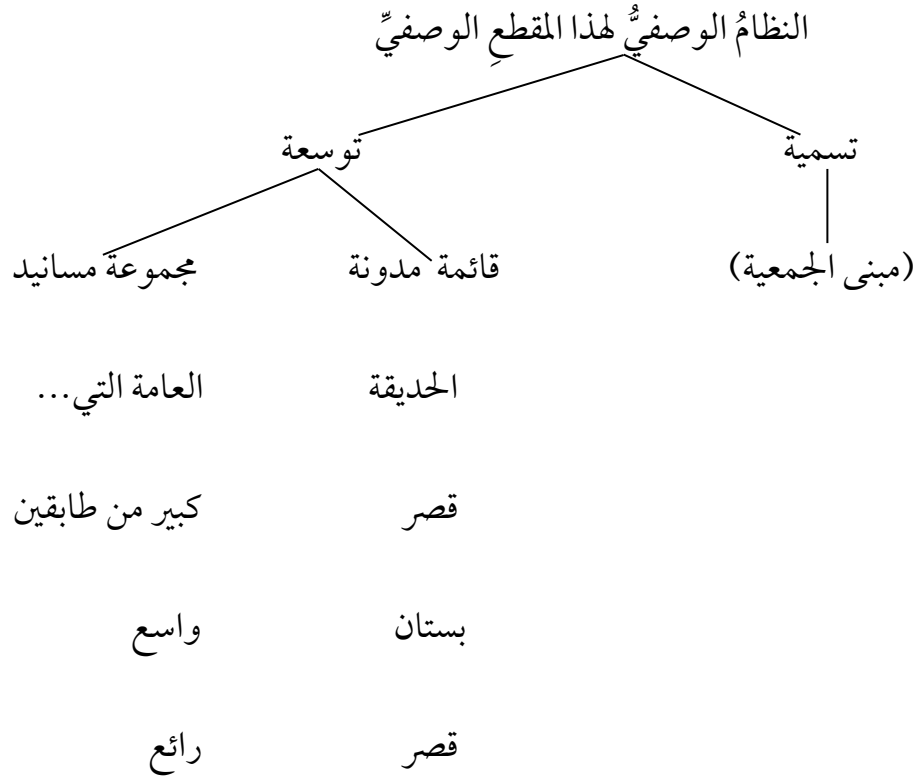 النظامُ الوصفيُّ لهذا المقطعِ الوصفيِّ
تسمية توسعة
(مبنى الجمعية) قائمة مدونة مجموعة مسانيد
الحديقة العامة التي...
قصر كبير من طابقين
بستان واسع
قصر رائع